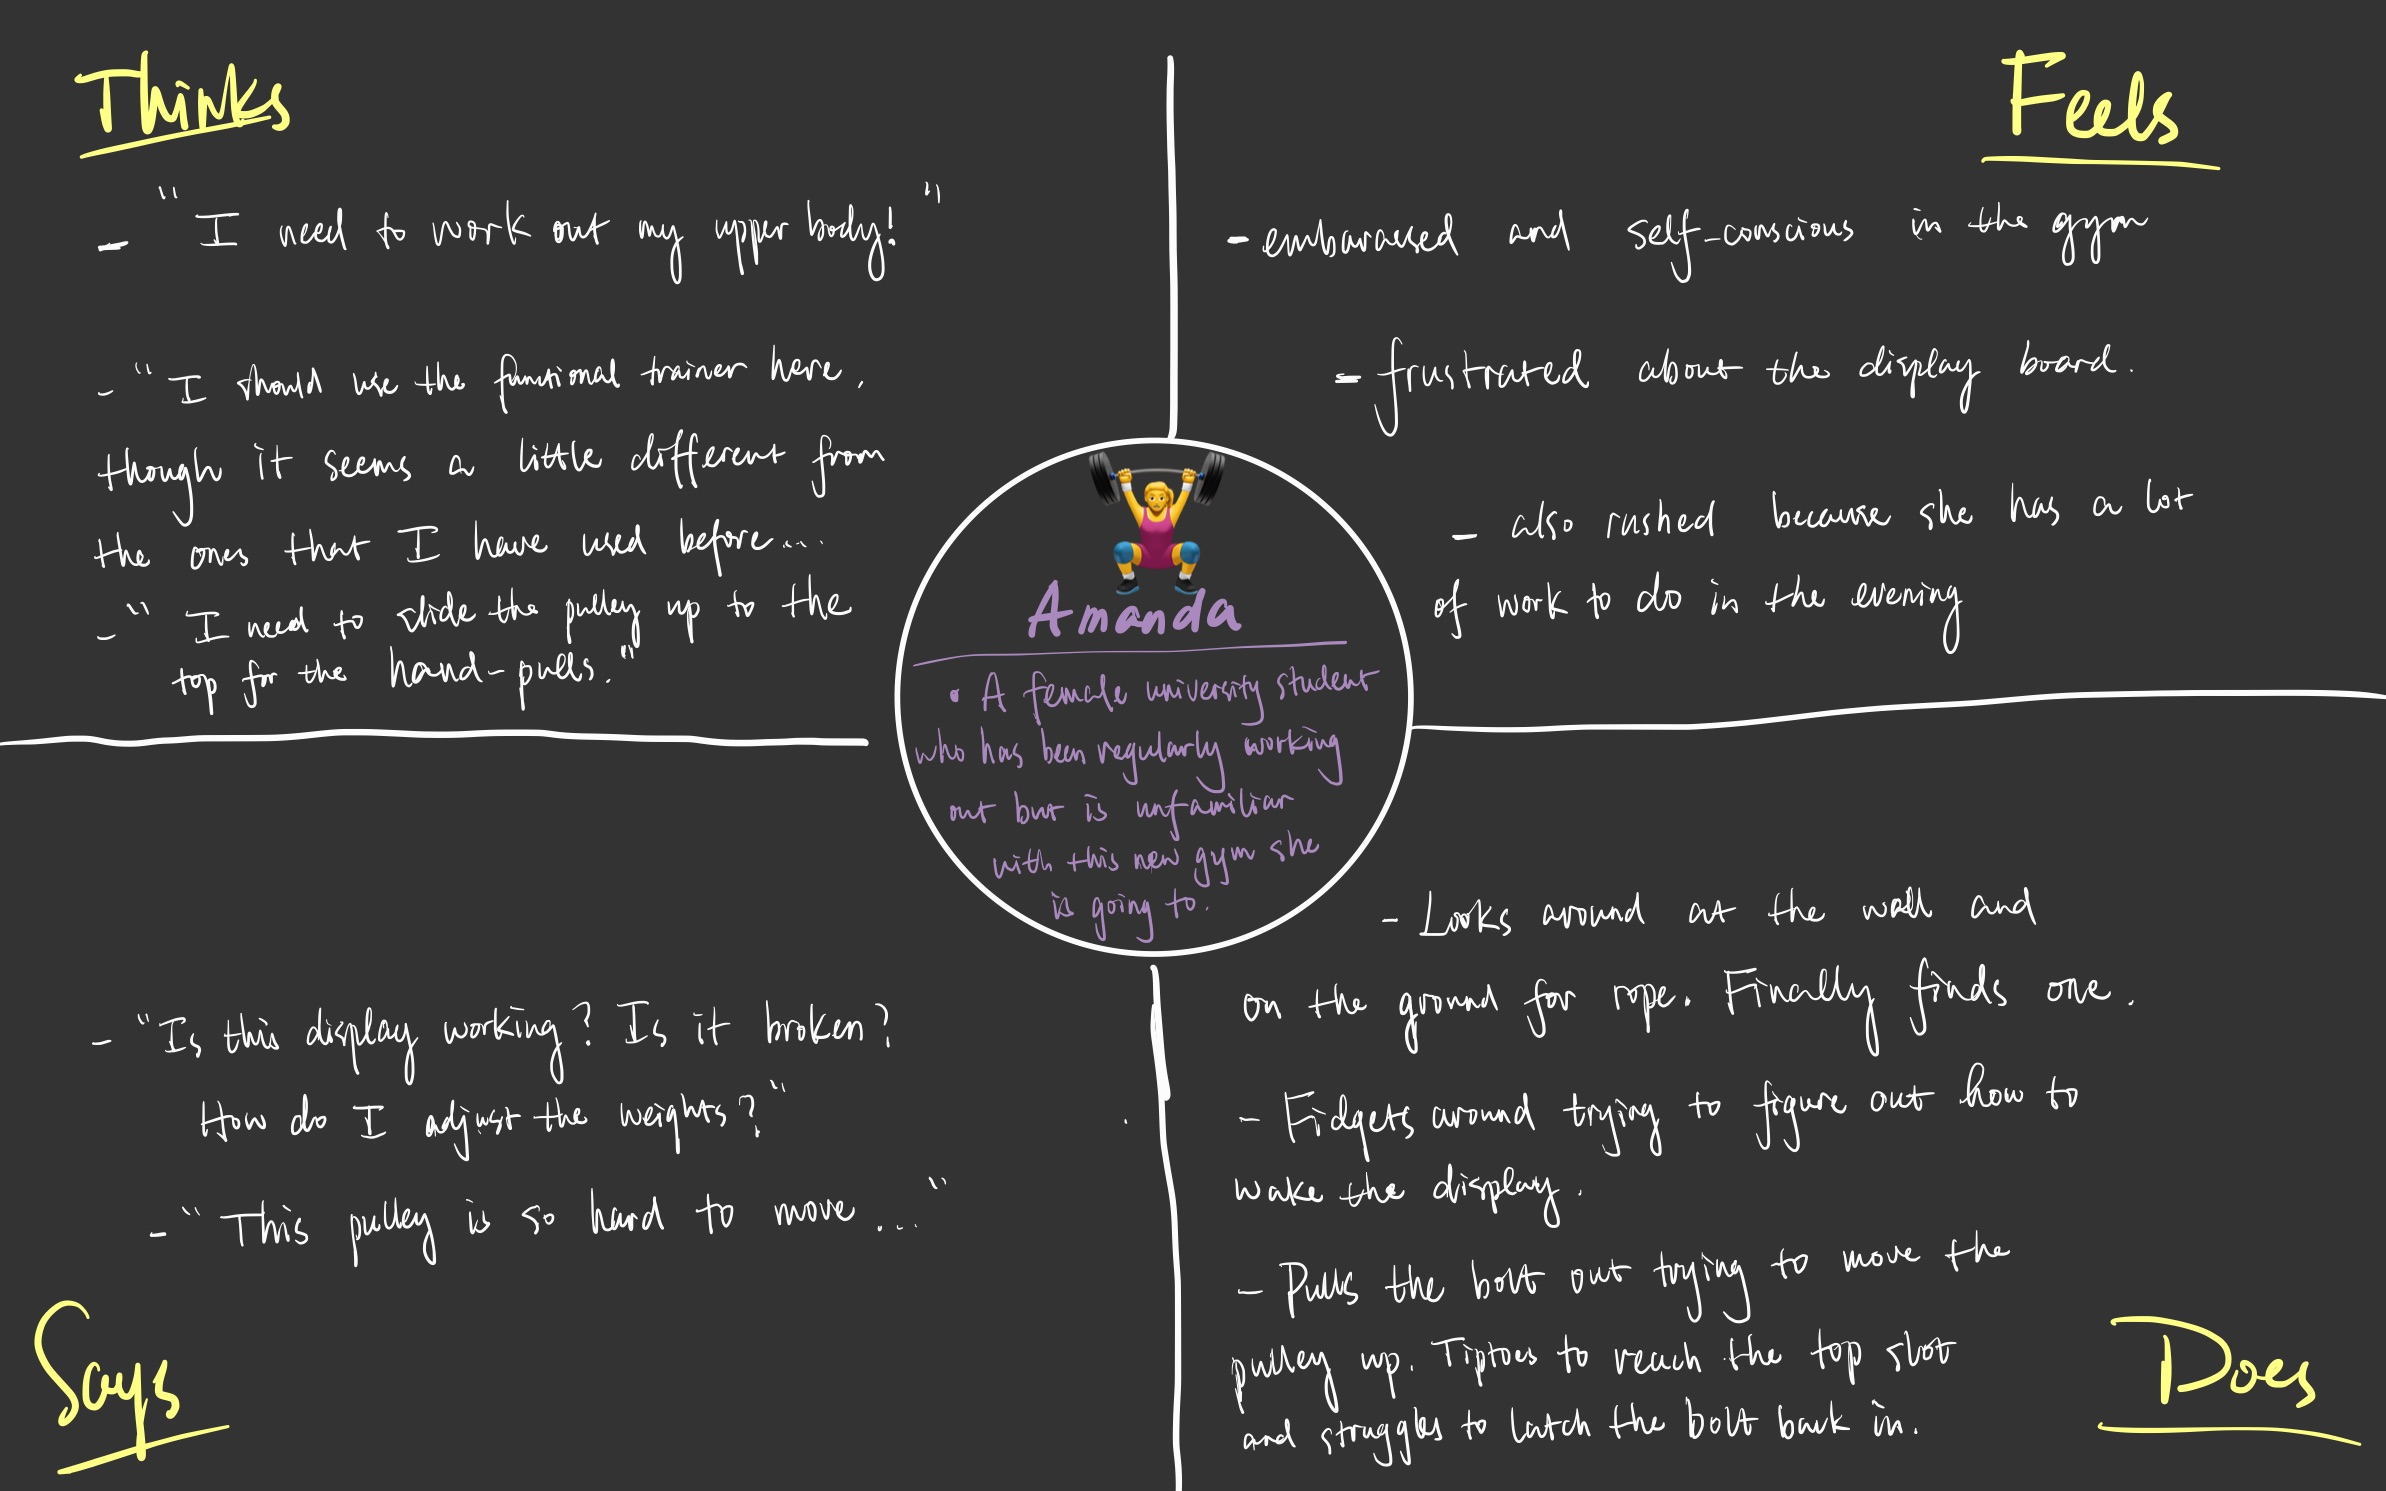 Thinks
- "I need to work out my upper body!"
- "I should use the functional trainer here,
though it seems a little different from
the ones that I have used before...
- " I need to slide the pulley up to the
top for the hand-pulls."
Feels
- embarassed and self-conscious in the gym
- frustrated about the display board.
- also rushed because she has a lot
of work to do in the evening
Amanda
• A female university student
who has been regularly working
out but is unfamiliar
with this new gym she
is going to.
- "Is this display working? Is it broken?
How do I adjust the weights?"
- "This pulley is so hard to move..."
Says
- Looks around at the wall and
on the ground for rope. Finally finds one.
- Fidgets around trying to figure out how to
wake the display.
- Pulls the bolt out trying to move the
pulley up. Tiptoes to reach the top slot
and struggles to latch the bolt back in.
Does